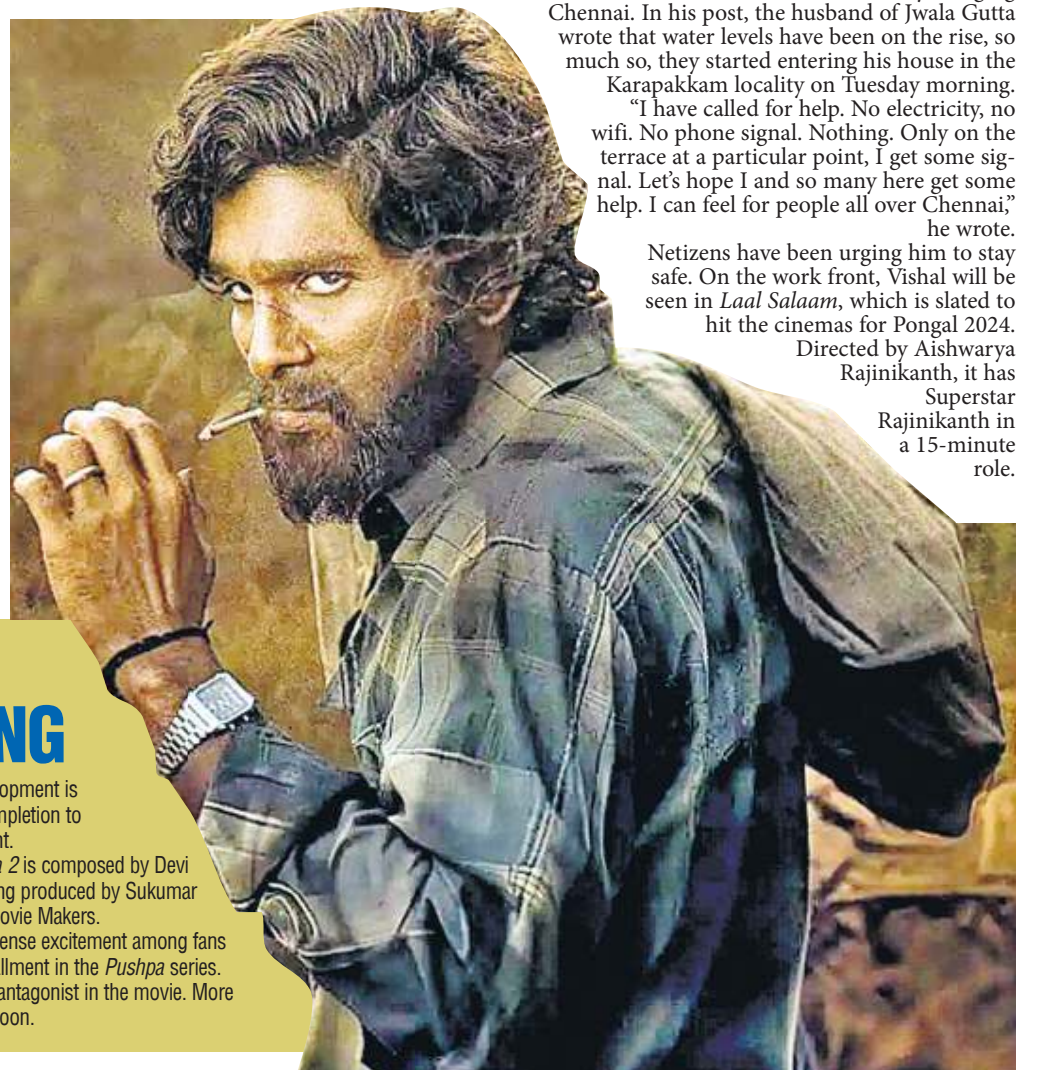 Chennai. In his post, the husband of Jwala Gutta
wrote that water levels have been on the rise, so
much so, they started entering his house in the
Karapakkam locality on Tuesday morning.
“I have called for help. No electricity, no
wifi. No phone signal. Nothing. Only on the
terrace at a particular point, I get some sig-
nal. Let’s hope I and so many here get some
help. I can feel for people all over Chennai,”
he wrote.
Netizens have been urging him to stay
safe. On the work front, Vishal will be
seen in Laal Salaam, which is slated to
hit the cinemas for Pongal 2024.
Directed by Aishwarya
Rajinikanth, it has
Superstar
Rajinikanth in
a 15-minute
role.
NG
opment is
mpletion to
nt.
a 2 is composed by Devi
ng produced by Sukumar
ovie Makers.
ense excitement among fans
allment in the Pushpa series.
antagonist in the movie. More
oon.